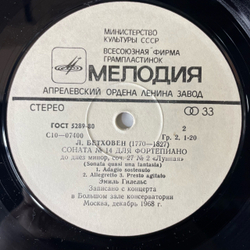 МИНИСТЕРСТВО
КУЛЬТУРЫ СССР
ВСЕСОЮЗНАЯ ФИРМА
ГРАМПЛАСТИНОК
МЕЛОДИЯ
АПРЕЛЕВСКИЙ ОРДЕНА ЛЕНИНА ЗАВОД
СТЕРЕО 33
ГОСТ 5289-80 2
С10—07400 Гр. 2. 1-20
Л. БЕТХОВЕН (1770—1827)
СОНАТА № 14 ДЛЯ ФОРТЕПИАНО
до диез минор, соч. 27 № 2 «Лунная»
(Sonata quasi una fantasia)
1. Adagio sostenuto
2. Allegretto 3. Presto agitato
Эмиль Гилельс
Записано с концерта
в Большом зале консерватории
Москва, декабрь 1968 г.